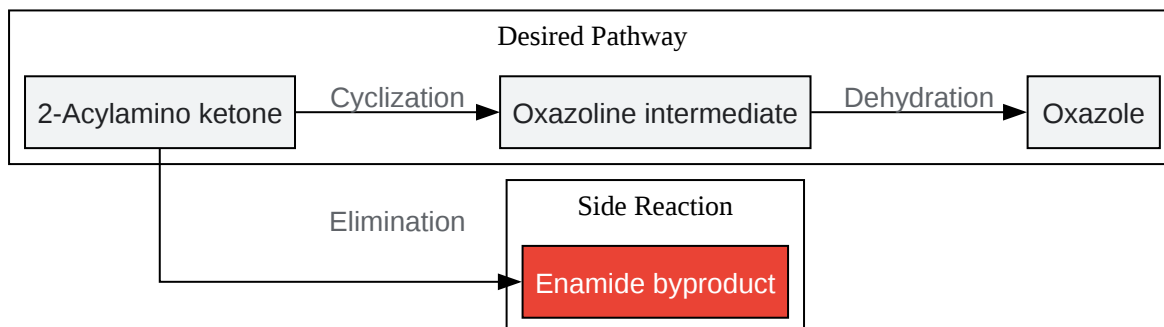 Desired Pathway
2-Acylamino ketone
Cyclization
Oxazoline intermediate
Dehydration
Oxazole
Elimination
Side Reaction
Enamide byproduct